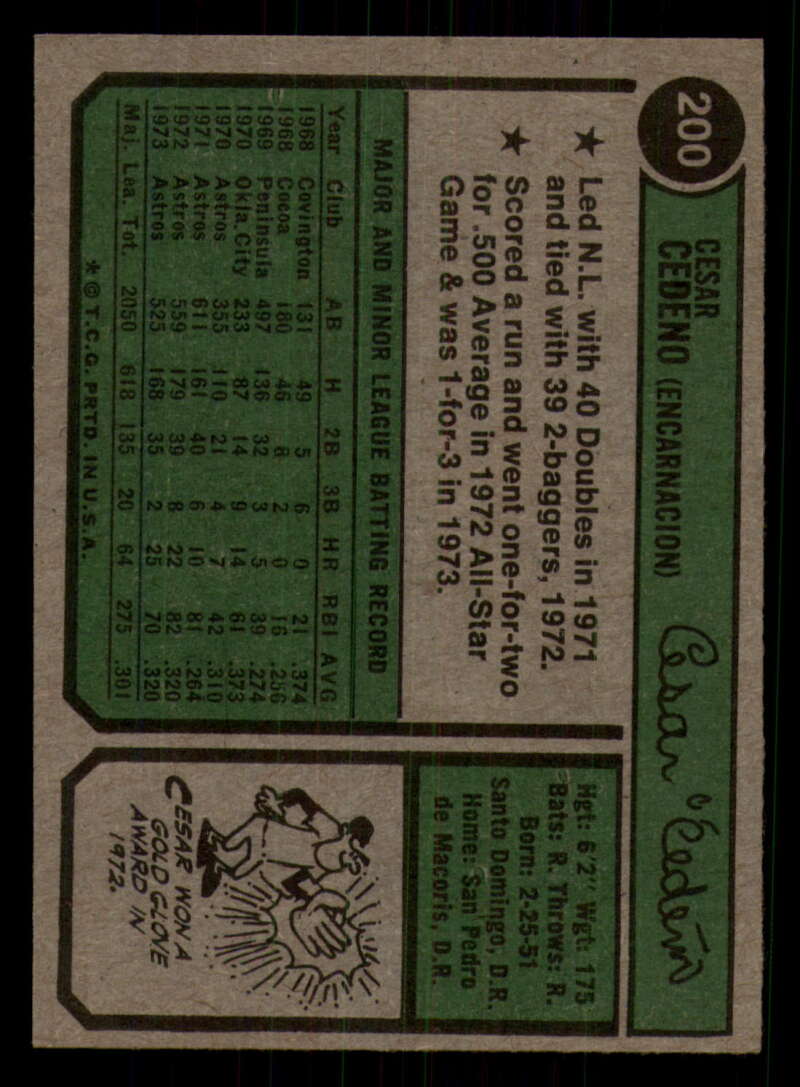 200
CESAR
CEDENO (ENCARNACION)
Cesar Cedeño
★ Led N.L. with 40 Doubles in 1971
and tied with 39 2-baggers, 1972.
★ Scored a run and went one-for-two
for .500 Average in 1972 All-Star
Game & was 1-for-3 in 1973.
MAJOR AND MINOR LEAGUE BATTING RECORD
Year Club AB H 2B 3B HR RBI AVG
1968 Covington 131 49 5 6 0 21 .374
1968 Cocoa 180 46 8 2 0 16 .256
1969 Peninsula 497 136 32 3 5 39 .274
1970 Okla. City 233 87 14 9 14 61 .373
1970 Astros 355 110 21 4 7 42 .310
1971 Astros 611 161 40 6 10 81 .264
1972 Astros 559 179 39 8 22 82 .320
1973 Astros 525 168 35 2 25 70 .320
Maj. Lea. Tot. 2050 618 135 20 64 275 .301
* © T.C.G. PRTD. IN U.S.A.
Hgt: 6'2" Wgt: 175
Bats: R. Throws: R.
Born: 2-25-51
Santo Domingo, D.R.
Home: San Pedro
de Macoris, D.R.
CESAR WON A
GOLD GLOVE
AWARD IN
1972.